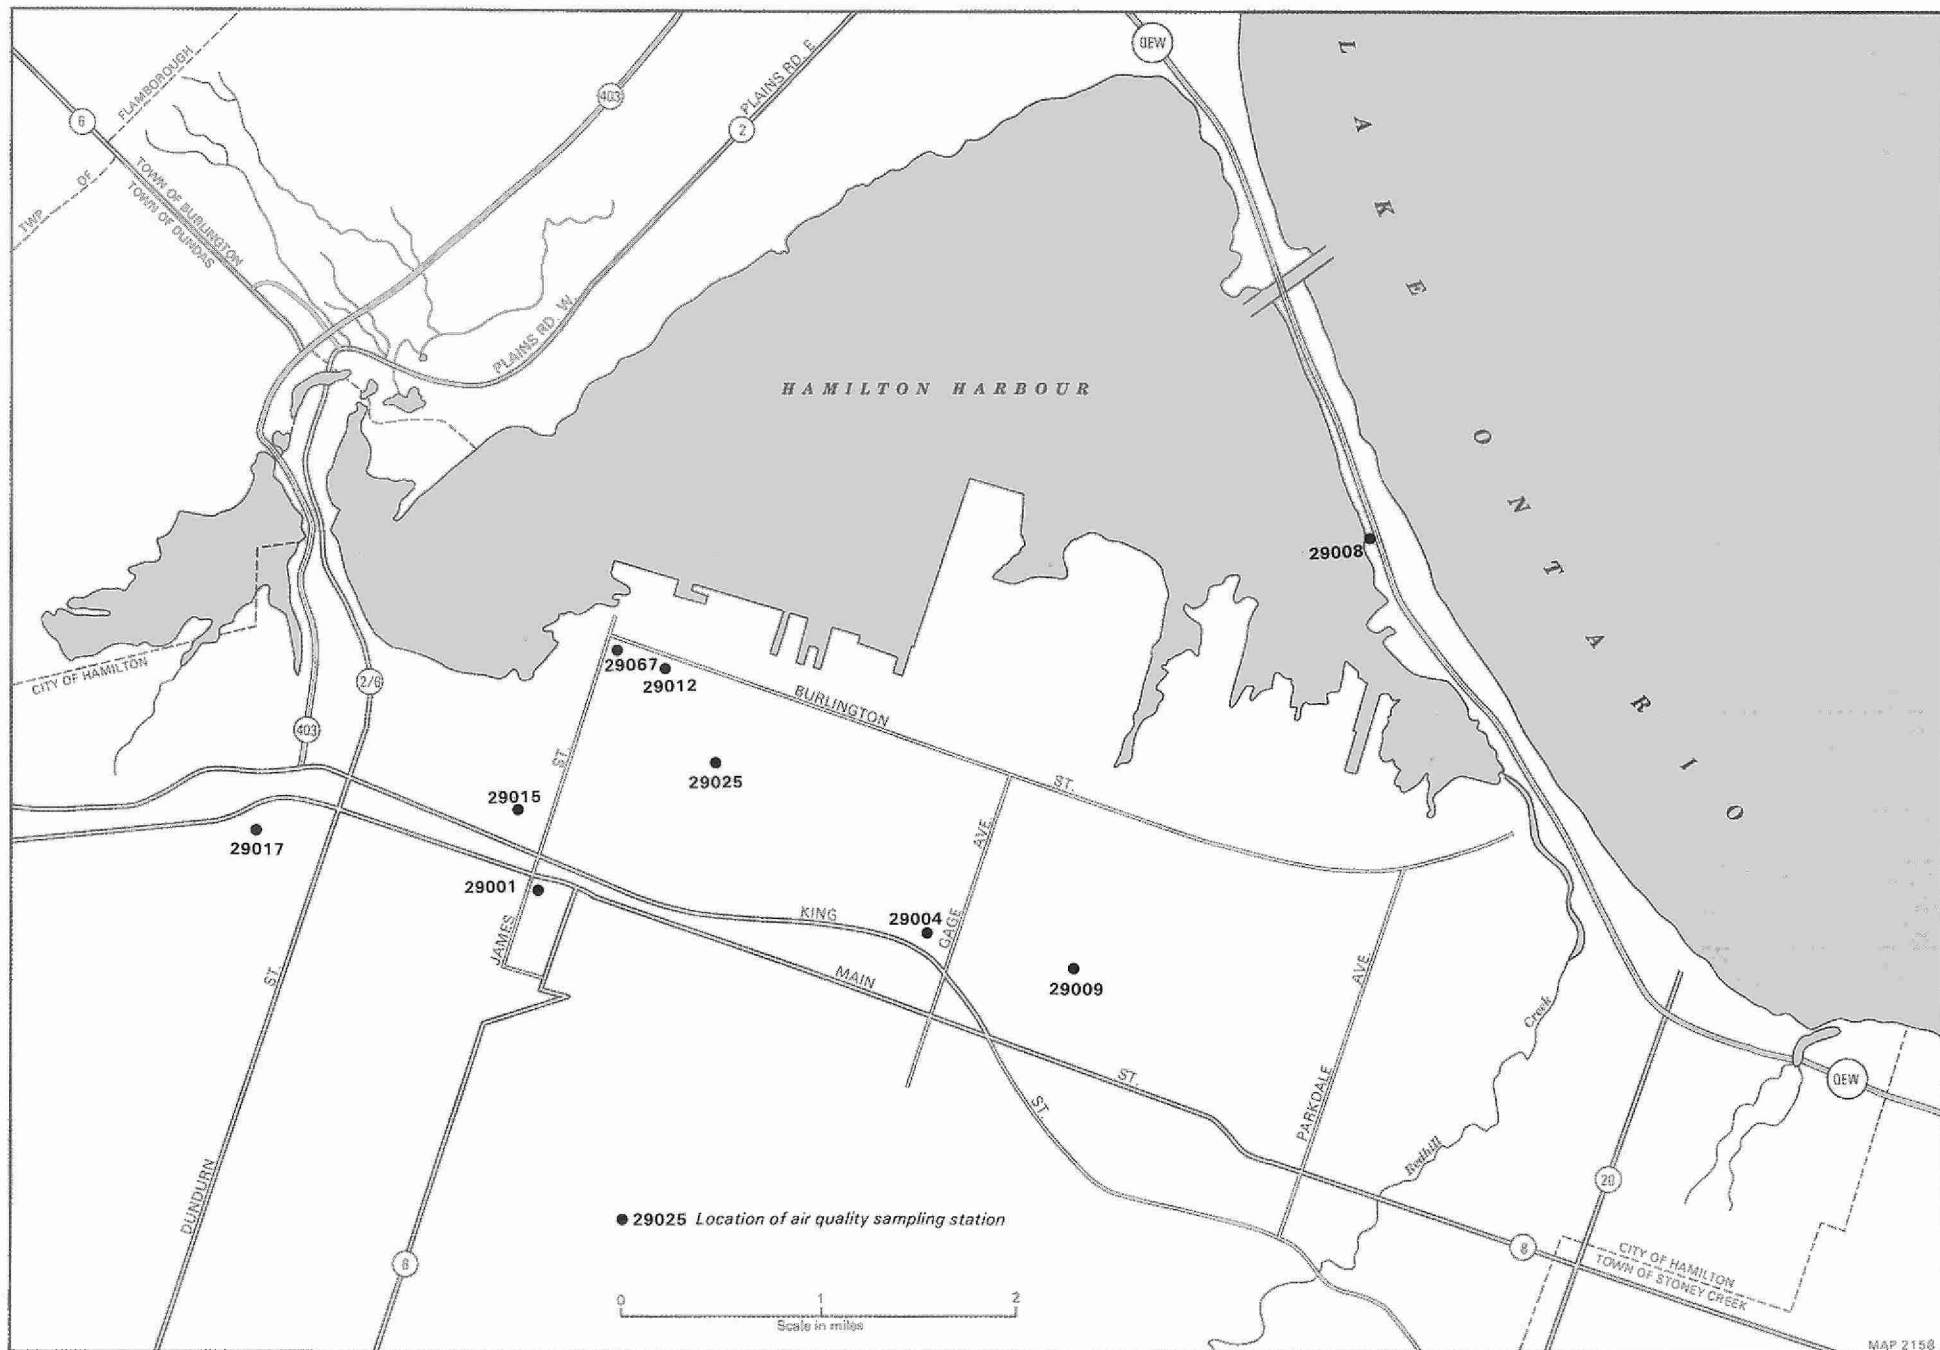 QEW
LAKE ONTARIO
FLAMBOROUGH
OF
TWP
6
403
PLAINS RD. E.
2
TOWN OF BURLINGTON
TOWN OF DUNDAS
PLAINS RD. W.
HAMILTON HARBOUR
29008
CITY OF HAMILTON
2/6
403
29067
29012
BURLINGTON
ST.
ST.
29025
29015
29017
29001
JAMES
KING
29004
AVE.
GAGE
29009
AVE.
MAIN
ST.
ST.
ST.
DUNDURN
PARKDALE
Creek
Redhill
QEW
20
8
6
29025 Location of air quality sampling station
CITY OF HAMILTON
TOWN OF STONEY CREEK
0 1 2
Scale in miles
MAP 2158